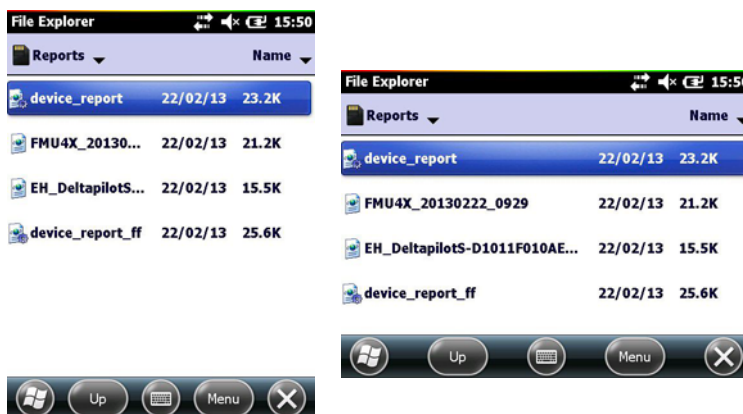 File Explorer 15:50
Reports Name
device_report 22/02/13 23.2K
FMU4X_20130... 22/02/13 21.2K
EH_DeltapilotS... 22/02/13 15.5K
device_report_ff 22/02/13 25.6K
Up Menu
File Explorer 15:50
Reports Name
device_report 22/02/13 23.2K
FMU4X_20130222_0929 22/02/13 21.2K
EH_DeltapilotS-D1011F010AE... 22/02/13 15.5K
device_report_ff 22/02/13 25.6K
Up Menu